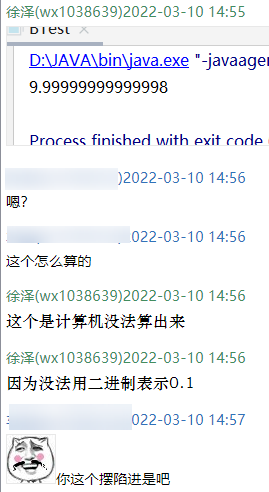 徐泽(wx1038639)2022-03-10 14:55
BTest
D:\JAVA\bin\java.exe "-javaager
9.99999999999998
Process finished with exit code
)2022-03-10 14:56
嗯?
2022-03-10 14:56
这个怎么算的
徐泽(wx1038639)2022-03-10 14:56
这个是计算机没法算出来
徐泽(wx1038639)2022-03-10 14:56
因为没法用二进制表示0.1
022-03-10 14:57
你这个摆陷进是吧